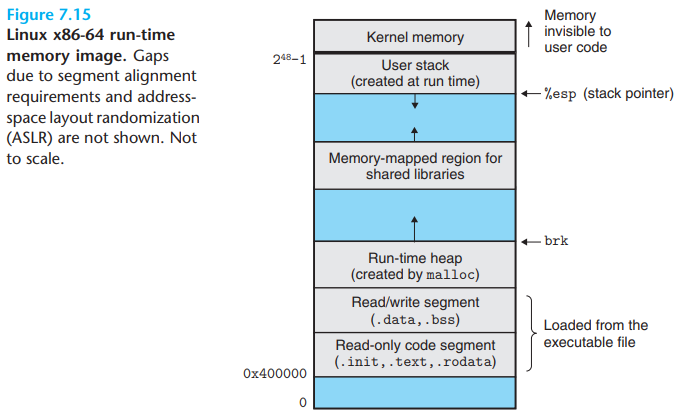 Figure 7.15
Linux x86-64 run-time
memory image. Gaps
due to segment alignment
requirements and address-
space layout randomization
(ASLR) are not shown. Not
to scale.
Memory
invisible to
user code
Kernel memory
2⁴⁸–1
User stack
(created at run time)
%esp (stack pointer)
Memory-mapped region for
shared libraries
brk
Run-time heap
(created by malloc)
Read/write segment
(.data,.bss)
Loaded from the
executable file
Read-only code segment
(.init,.text,.rodata)
0x400000
0